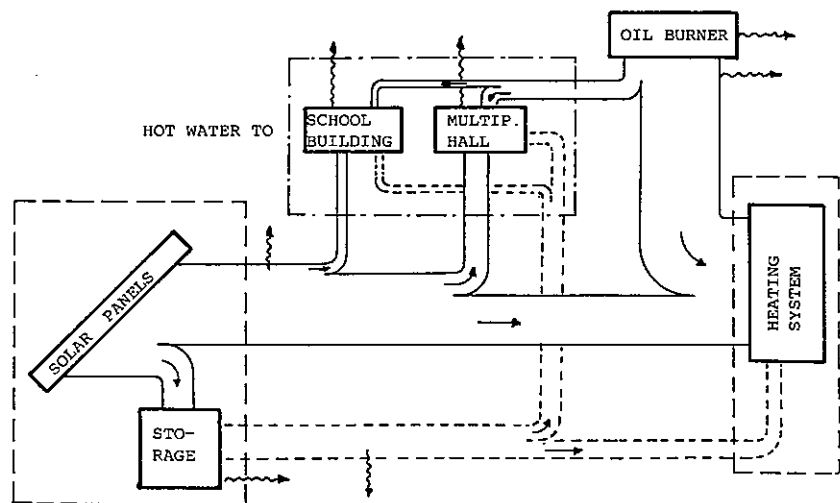 OIL BURNER
HOT WATER TO
SCHOOL
BUILDING
MULTIP.
HALL
SOLAR PANELS
HEATING
SYSTEM
STO-
RAGE